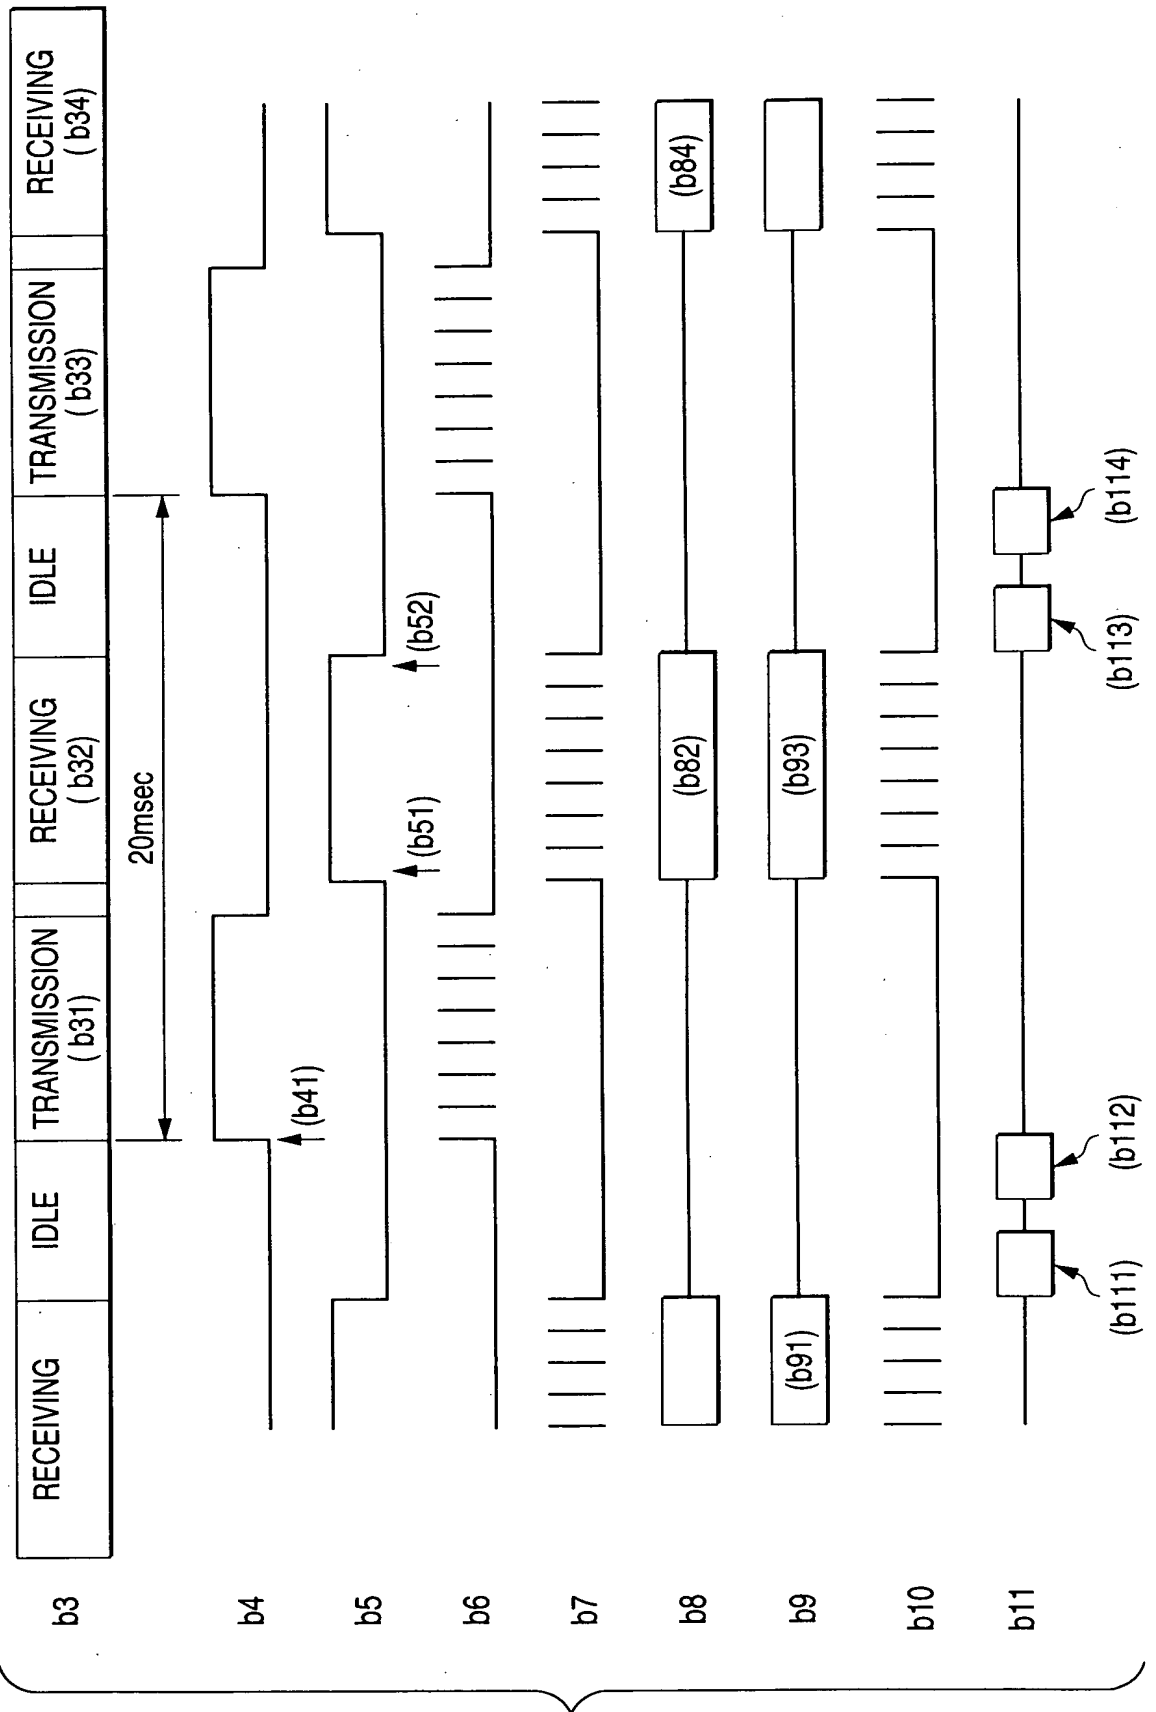 b3
RECEIVING
IDLE
TRANSMISSION
( b31)
RECEIVING
( b32)
IDLE
TRANSMISSION
( b33)
RECEIVING
( b34)
20msec
b4
(b41)
b5
(b51)
(b52)
b6
b7
b8
(b82)
(b84)
b9
(b91)
(b93)
b10
b11
(b111)
(b112)
(b113)
(b114)